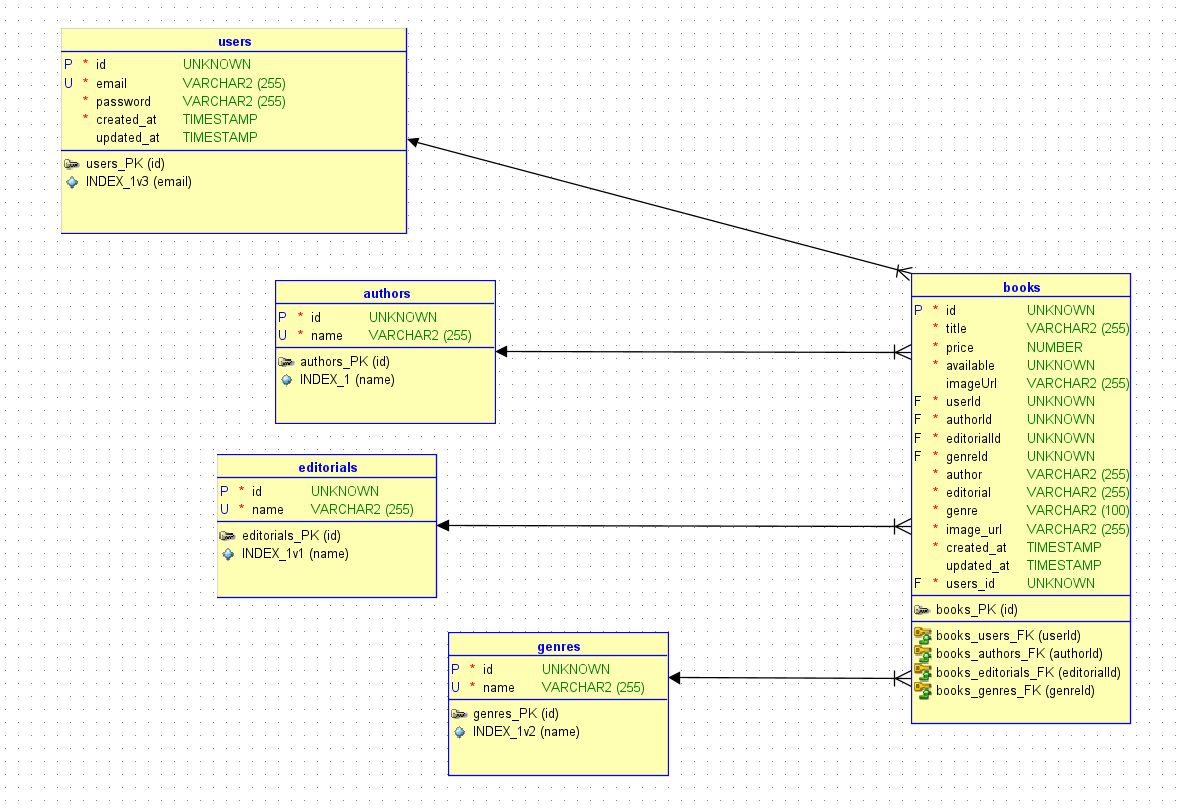 users
P * id UNKNOWN
U * email VARCHAR2 (255)
* password VARCHAR2 (255)
* created_at TIMESTAMP
updated_at TIMESTAMP
users_PK (id)
INDEX_1v3 (email)
authors
P * id UNKNOWN
U * name VARCHAR2 (255)
authors_PK (id)
INDEX_1 (name)
editorials
P * id UNKNOWN
U * name VARCHAR2 (255)
editorials_PK (id)
INDEX_1v1 (name)
genres
P * id UNKNOWN
U * name VARCHAR2 (255)
genres_PK (id)
INDEX_1v2 (name)
books
P * id UNKNOWN
* title VARCHAR2 (255)
* price NUMBER
* available UNKNOWN
imageUrl VARCHAR2 (255)
F * userId UNKNOWN
F * authorId UNKNOWN
F * editorialId UNKNOWN
F * genreId UNKNOWN
* author VARCHAR2 (255)
* editorial VARCHAR2 (255)
* genre VARCHAR2 (100)
* image_url VARCHAR2 (255)
* created_at TIMESTAMP
updated_at TIMESTAMP
F * users_id UNKNOWN
books_PK (id)
books_users_FK (userId)
books_authors_FK (authorId)
books_editorials_FK (editorialId)
books_genres_FK (genreId)